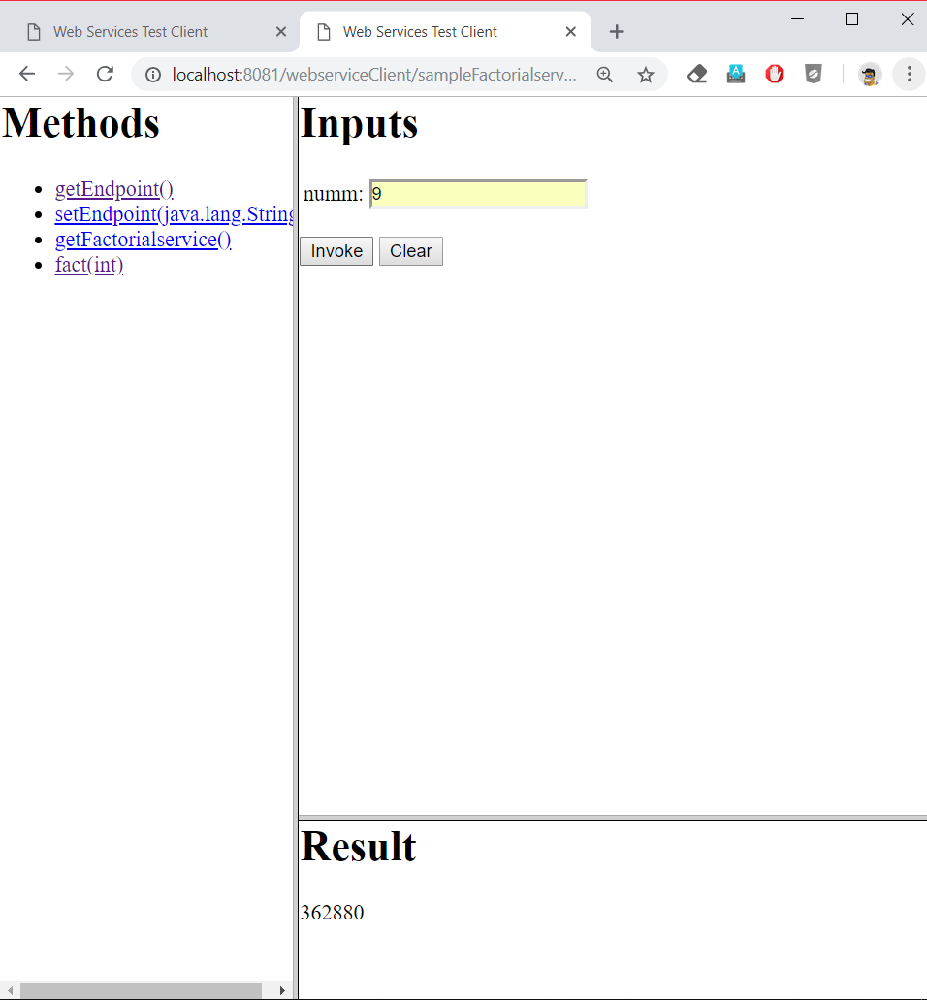 Web Services Test Client
Web Services Test Client
localhost:8081/webserviceClient/sampleFactorialserv...
Methods
getEndpoint()
setEndpoint(java.lang.String
getFactorialservice()
fact(int)
Inputs
numm: 9
Invoke Clear
Result
362880